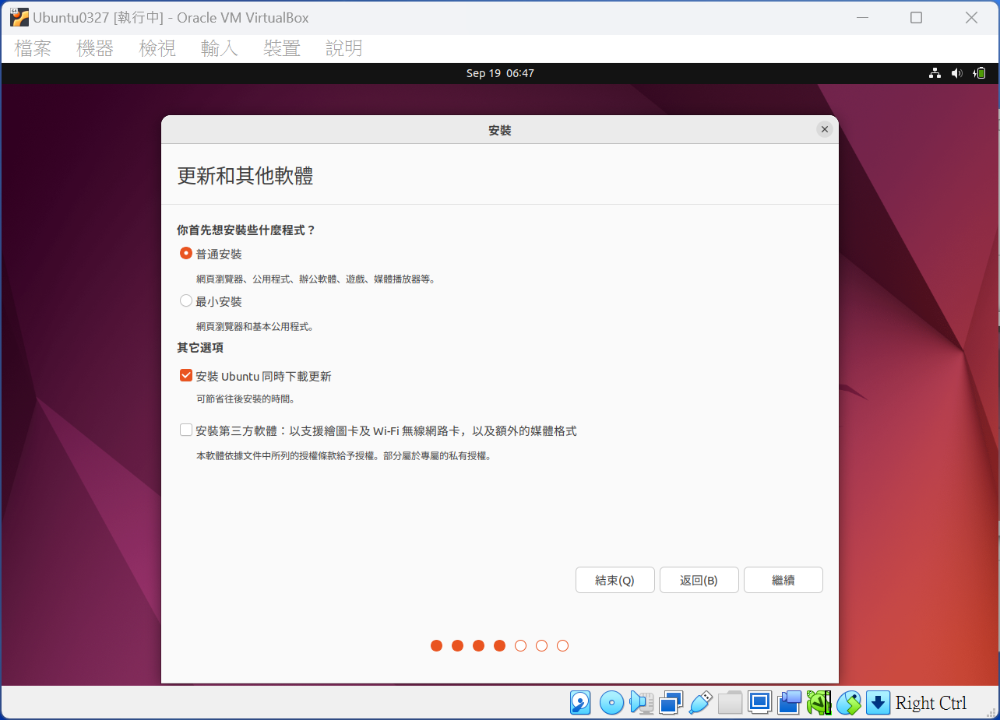 Ubuntu0327 [執行中] - Oracle VM VirtualBox
檔案 機器 檢視 輸入 裝置 說明
Sep 19 06:47
安裝
更新和其他軟體
你首先想安裝些什麼程式？
普通安裝
網頁瀏覽器、公用程式、辦公軟體、遊戲、媒體播放器等。
最小安裝
網頁瀏覽器和基本公用程式。
其它選項
安裝 Ubuntu 同時下載更新
可節省往後安裝的時間。
安裝第三方軟體：以支援繪圖卡及 Wi-Fi 無線網路卡，以及額外的媒體格式
本軟體依據文件中所列的授權條款給予授權。部分屬於專屬的私有授權。
結束(Q) 返回(B) 繼續
Right Ctrl